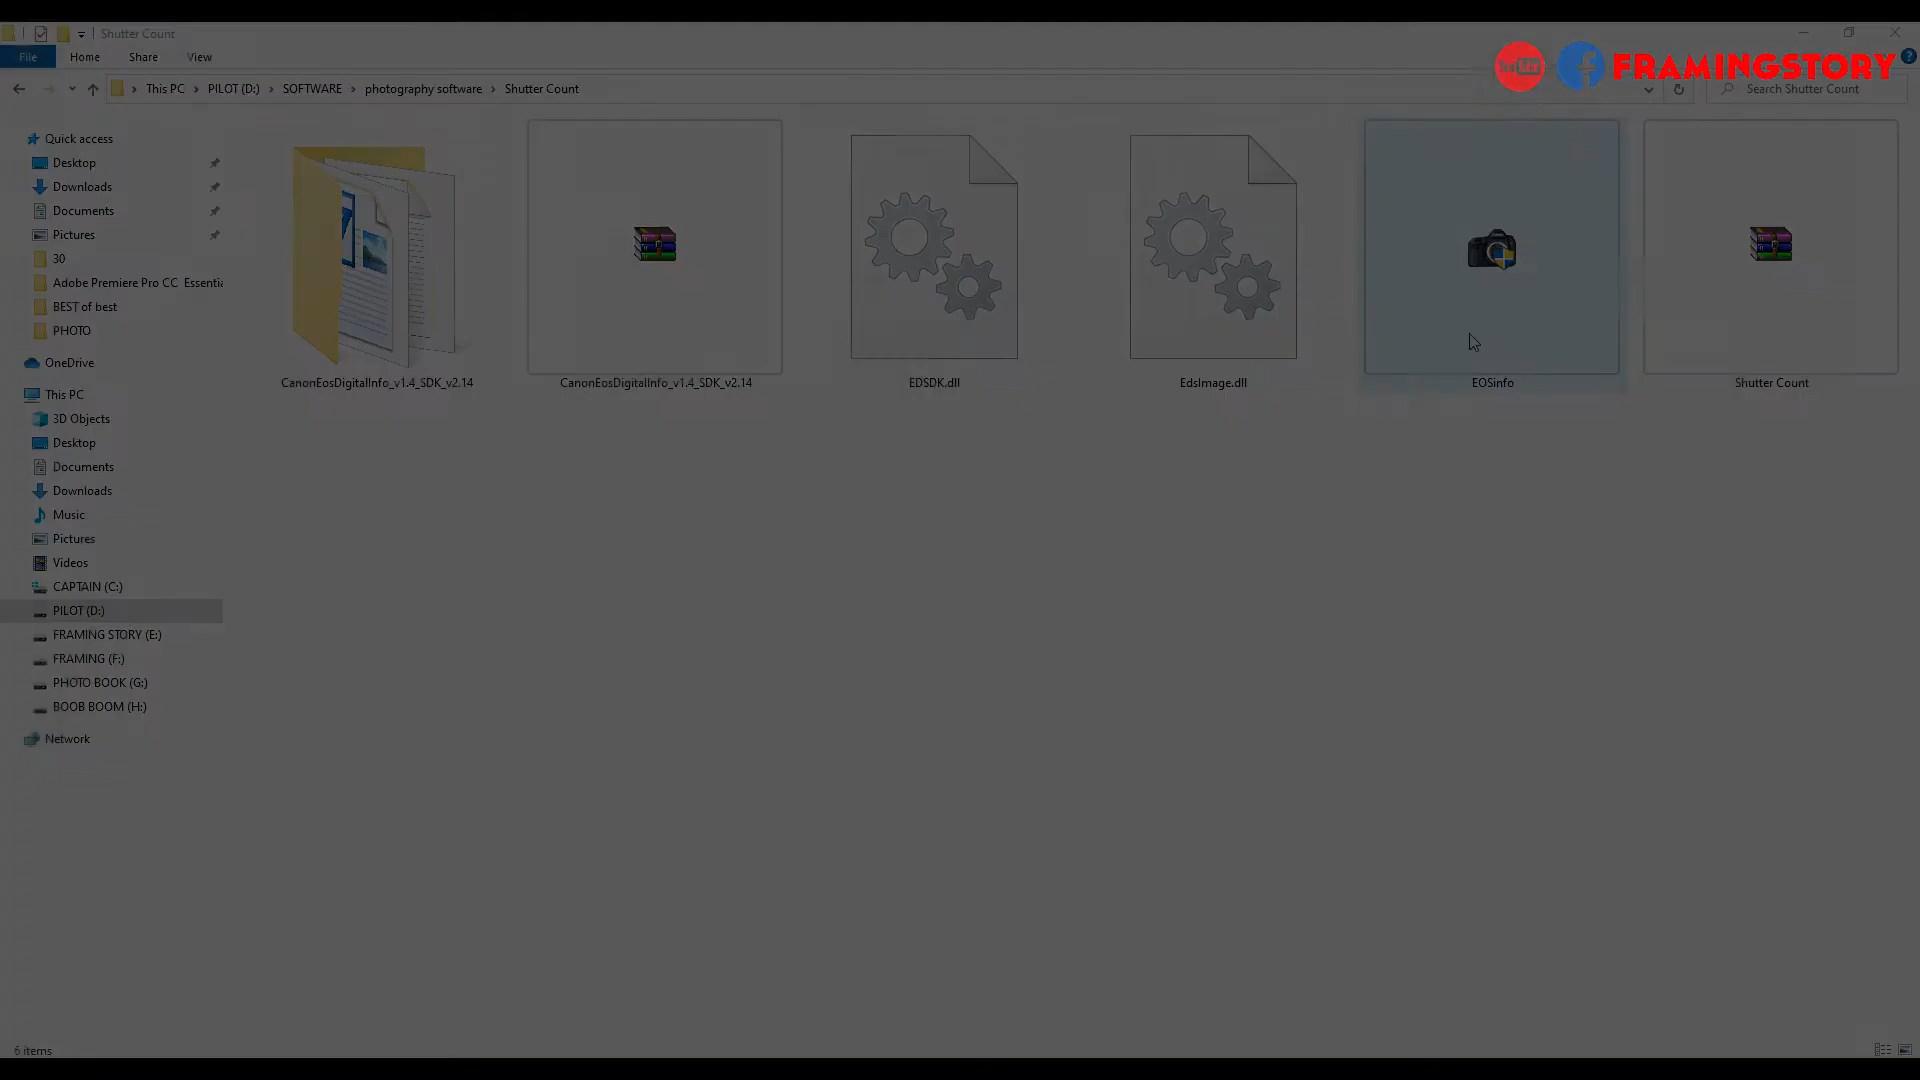 Shutter Count
File Home Share View
FRAMINGSTORY
This PC PILOT (D:) SOFTWARE photography software Shutter Count
Search Shutter Count
Quick access
Desktop
Downloads
Documents
Pictures
30
Adobe Premiere Pro CC Essentia
BEST of best
PHOTO
OneDrive
This PC
3D Objects
Desktop
Documents
Downloads
Music
Pictures
Videos
CAPTAIN (C:)
PILOT (D:)
FRAMING STORY (E:)
FRAMING (F:)
PHOTO BOOK (G:)
BOOB BOOM (H:)
Network
CanonEosDigitalInfo_v1.4_SDK_v2.14
CanonEosDigitalInfo_v1.4_SDK_v2.14
EDSDK.dll
EdsImage.dll
EOSinfo
Shutter Count
6 items